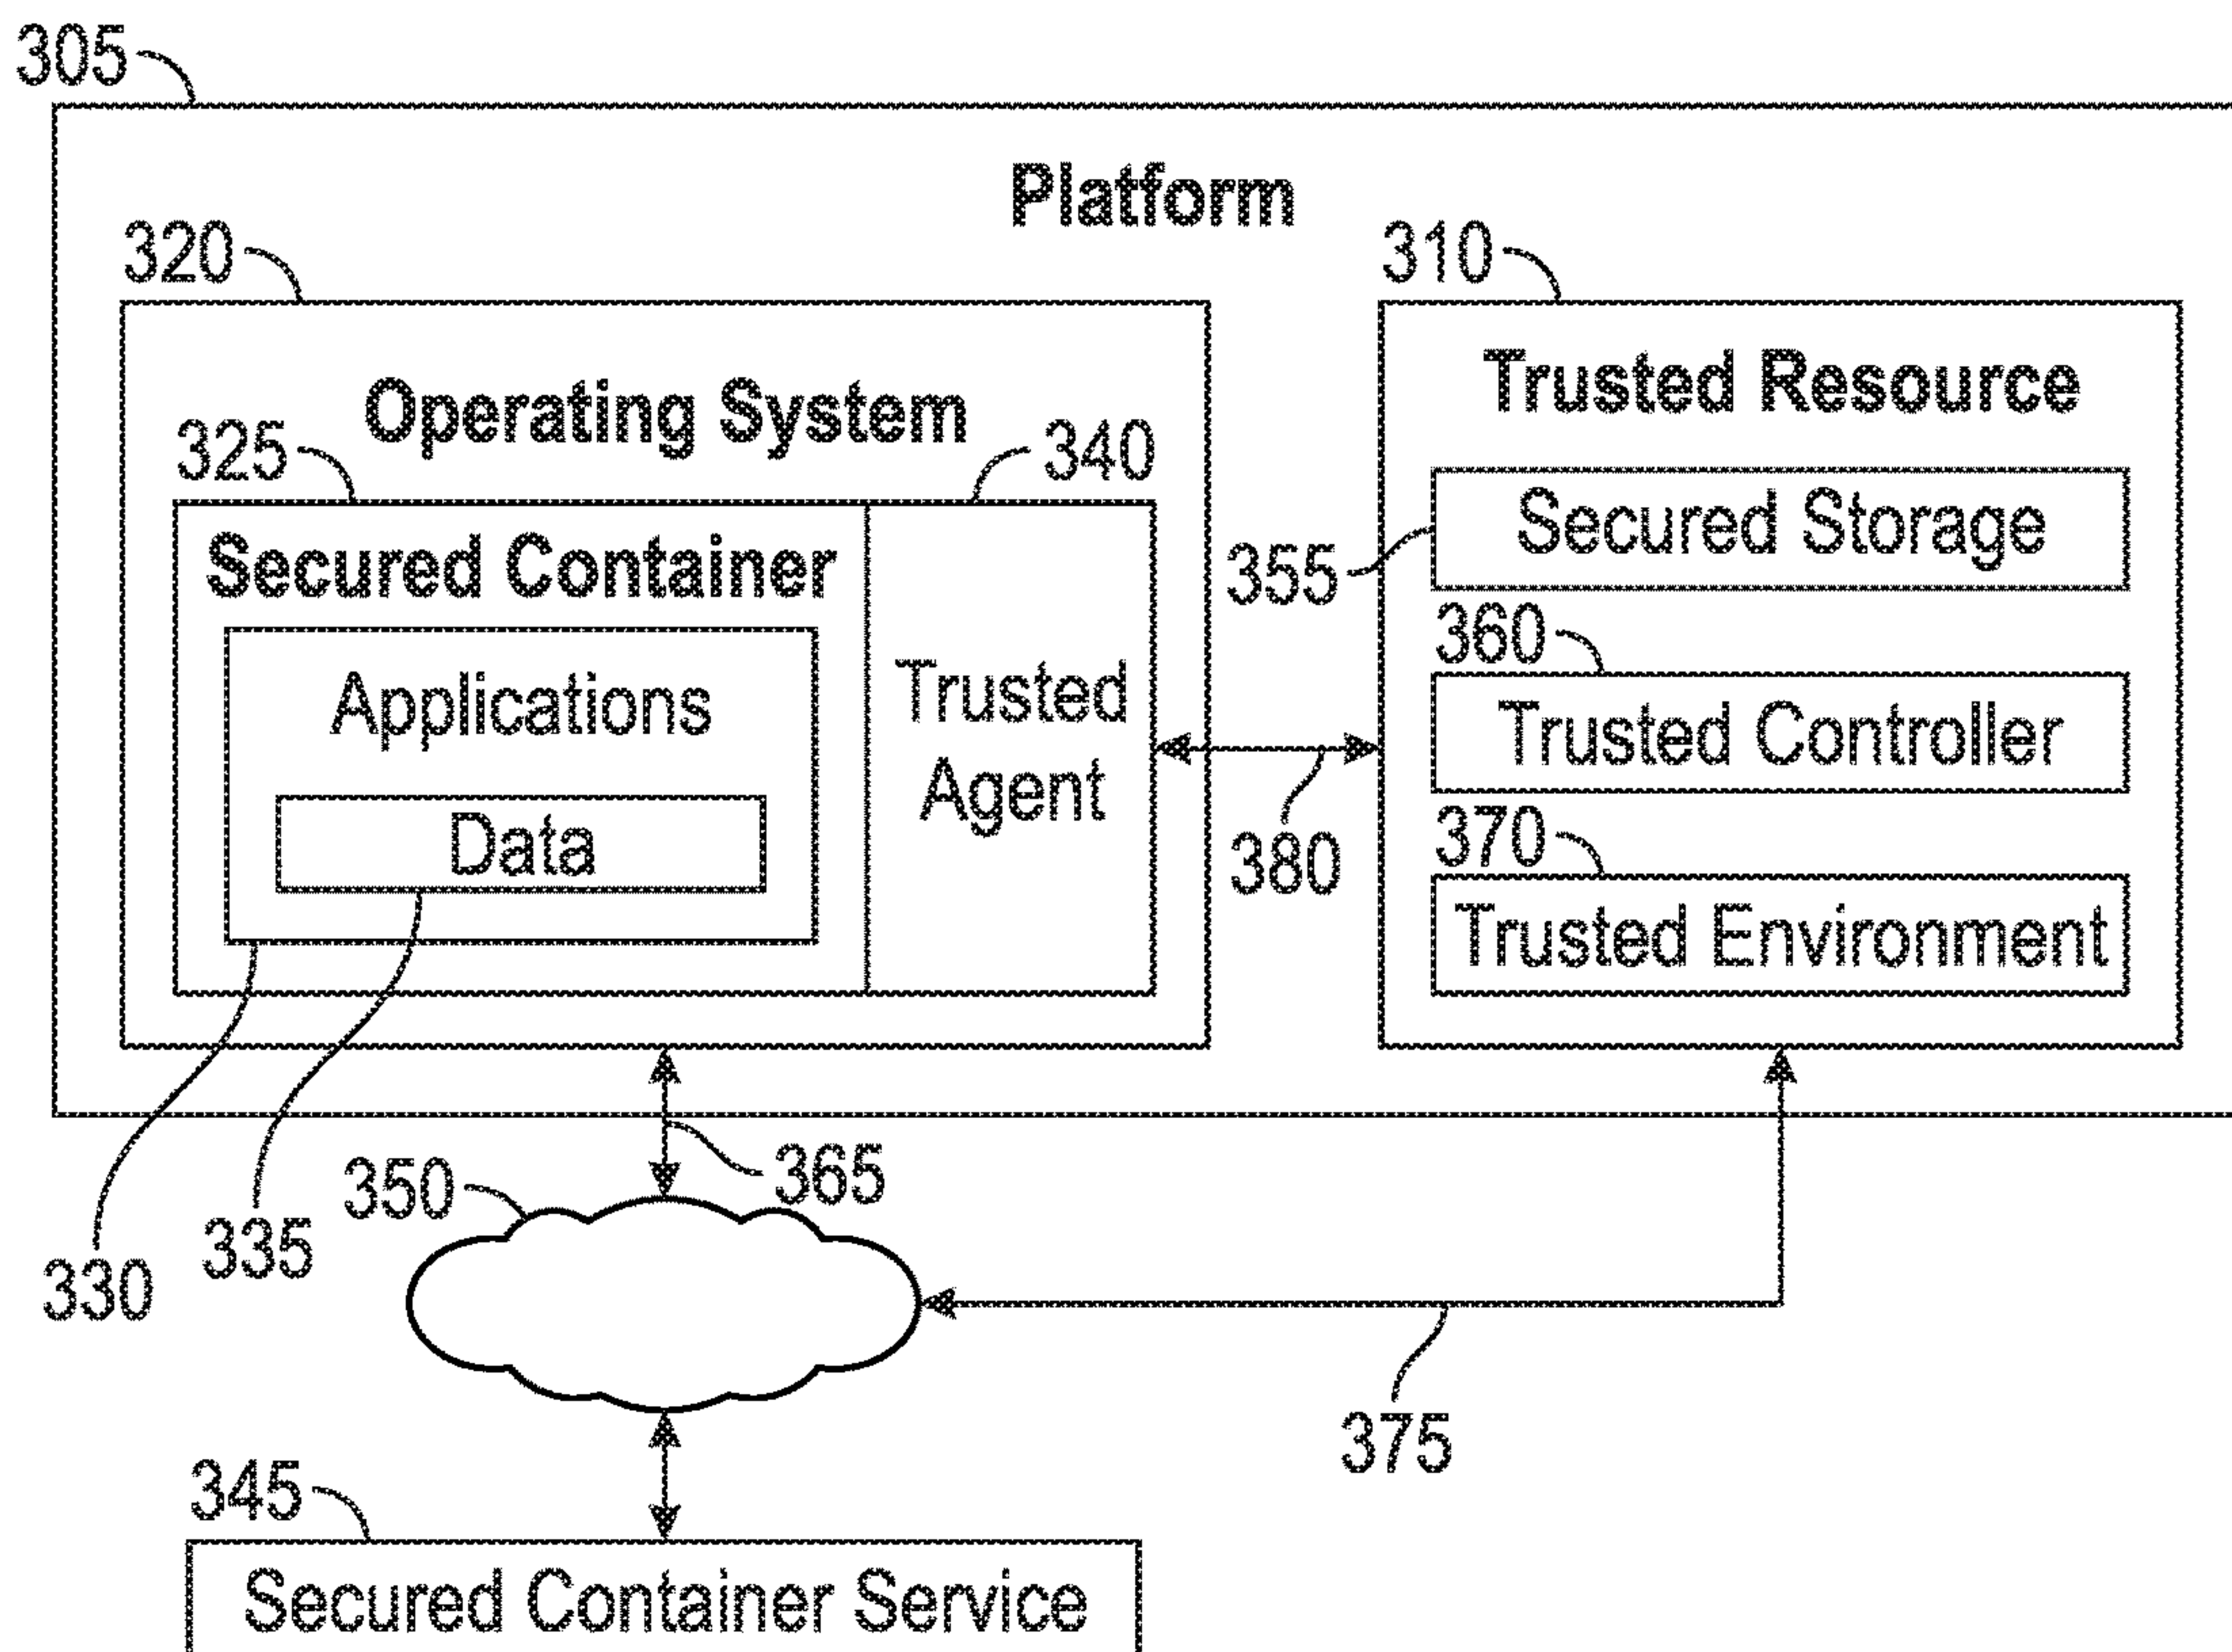 305
Platform
320
310
Operating System
Trusted Resource
325
340
Secured Container
Secured Storage
355
Applications
Trusted
Agent
360
Trusted Controller
Data
380
370
Trusted Environment
365
350
335
330
375
345
Secured Container Service